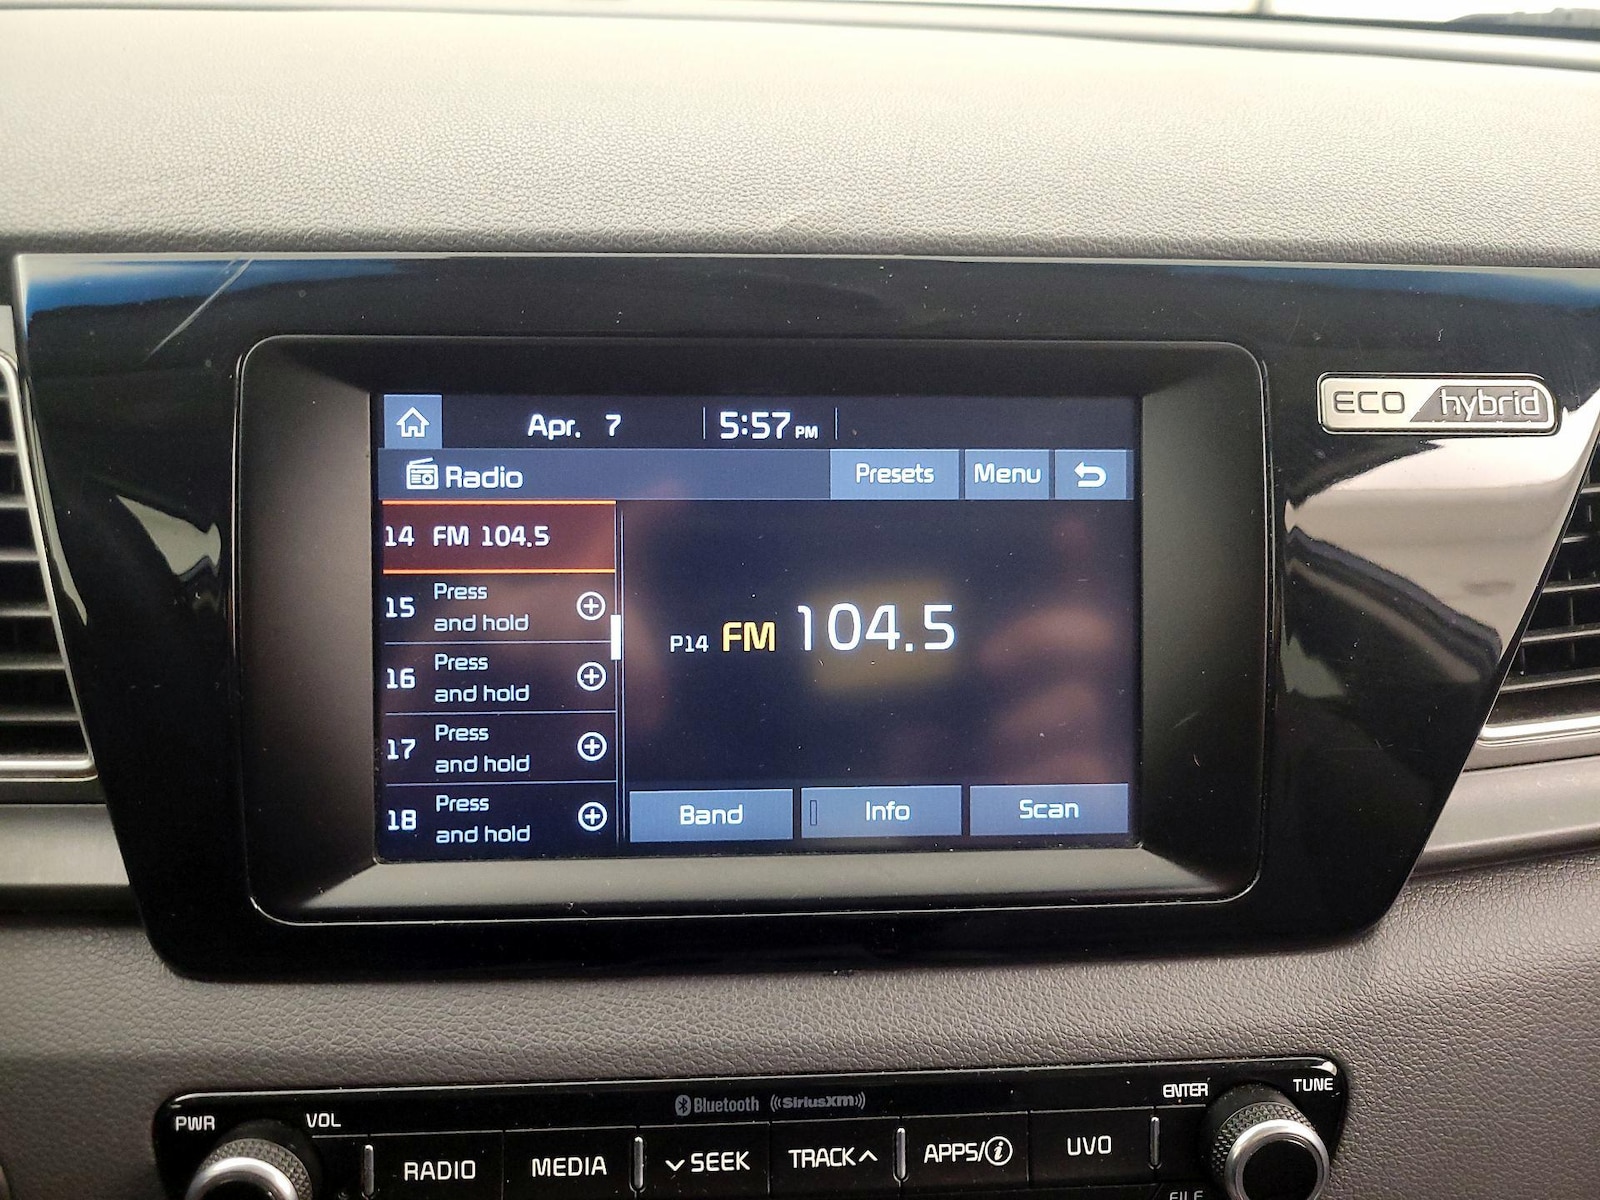 Apr. 7 5:57 PM
Radio Presets Menu
14 FM 104.5
15 Press
and hold
16 Press
and hold
17 Press
and hold
18 Press
and hold
P14 FM 104.5
Band Info Scan
ECO hybrid
Bluetooth SiriusXM
PWR VOL ENTER TUNE
RADIO MEDIA SEEK TRACK APPS/i UVO
FILE